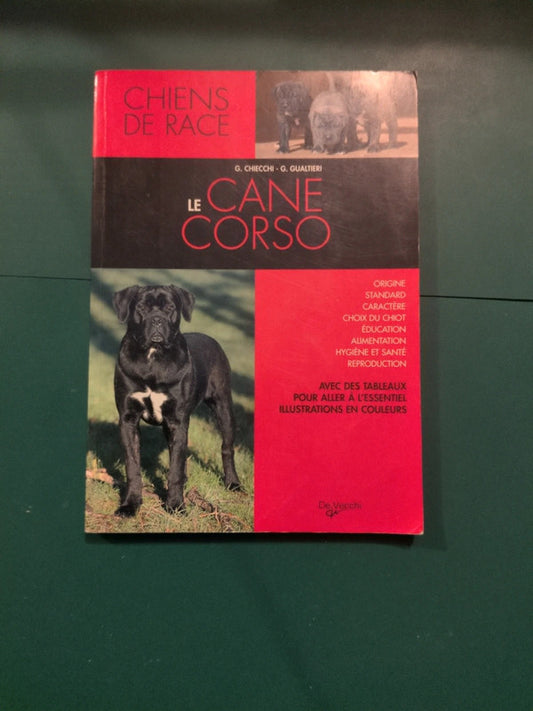 CHIENS
DE RACE
G. CHIECCHI - G. GUALTIERI
LE CANE
CORSO
ORIGINE
STANDARD
CARACTÈRE
CHOIX DU CHIOT
ÉDUCATION
ALIMENTATION
HYGIÈNE ET SANTÉ
REPRODUCTION
AVEC DES TABLEAUX
POUR ALLER À L'ESSENTIEL
ILLUSTRATIONS EN COULEURS
De Vecchi